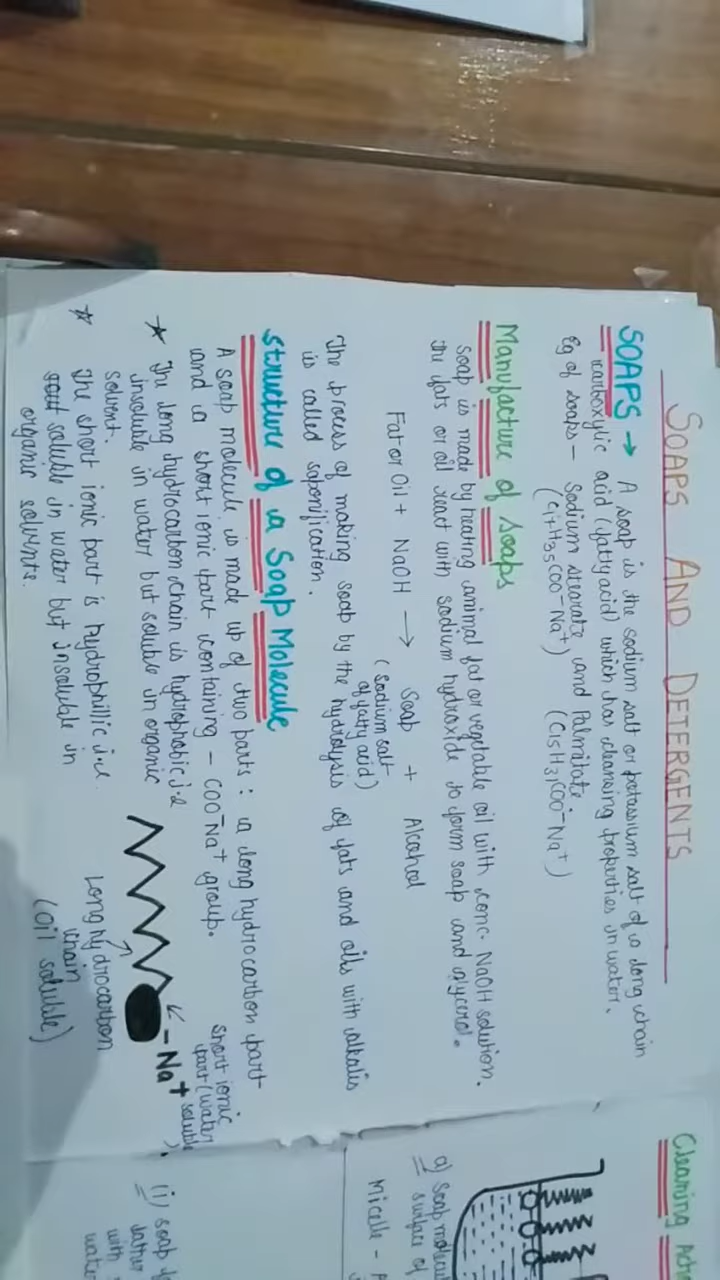 SOAPS AND DETERGENTS
SOAPS → A soap is the sodium salt or potassium salt of a long chain
carboxylic acid (fatty acid) which has cleansing properties in water.
Eg of soaps - Sodium stearate and Palmitate.
(C17H35COO-Na+) (C15H31COO-Na+)
Manufacture of soaps
Soap is made by heating animal fat or vegetable oil with conc. NaOH solution.
The fats or oil react with sodium hydroxide to form soap and glycerol.
Fat or Oil + NaOH → Soap + Alcohol
(Sodium salt
of fatty acid)
The process of making soap by the hydrolysis of fats and oils with alkalis
is called saponification.
Structure of a Soap Molecule
A soap molecule is made up of two parts : a long hydrocarbon part
and a short ionic part containing - COO-Na+ group.
★ The long hydrocarbon chain is hydrophobic i.e
insoluble in water but soluble in organic
solvent.
☆ The short ionic part is hydrophillic i.e.
soluble in water but insoluble in
organic solvents.
short ionic
part (water
soluble).
-Na+
Long hydrocarbon
chain
(oil soluble)
Cleaning
a) Soap
surface of
Micelle -
(i) Soap
lather
with
water